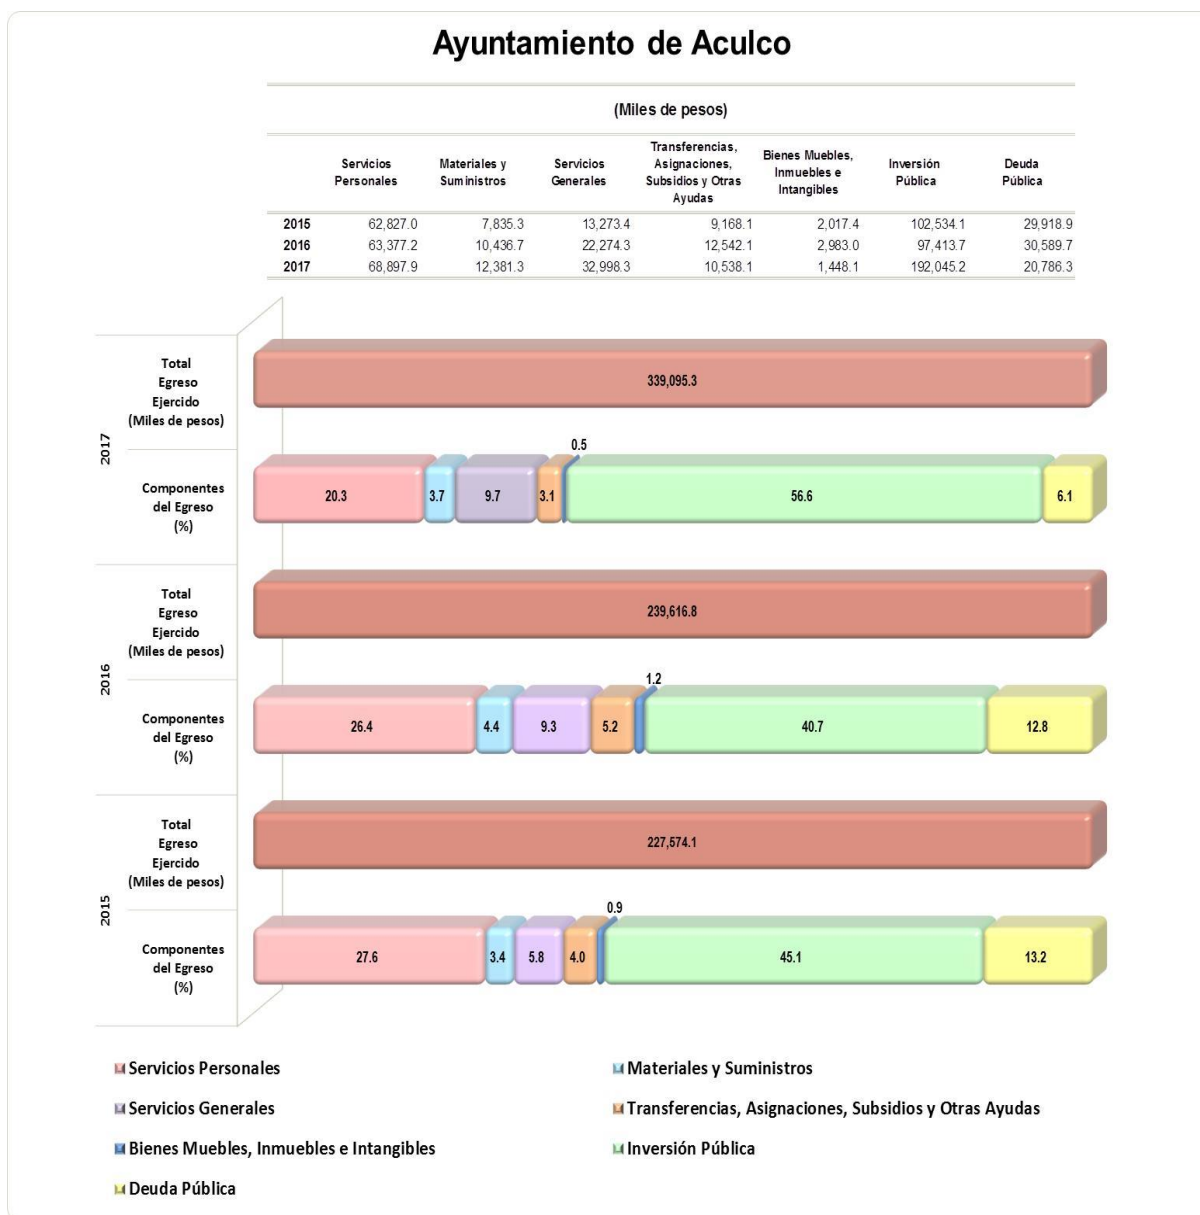 Ayuntamiento de Aculco
(Miles de pesos)
Servicios Personales Materiales y Suministros Servicios Generales Transferencias, Asignaciones, Subsidios y Otras Ayudas Bienes Muebles, Inmuebles e Intangibles Inversión Pública Deuda Pública
2015 62,827.0 7,835.3 13,273.4 9,168.1 2,017.4 102,534.1 29,918.9
2016 63,377.2 10,436.7 22,274.3 12,542.1 2,983.0 97,413.7 30,589.7
2017 68,897.9 12,381.3 32,998.3 10,538.1 1,448.1 192,045.2 20,786.3
2017
Total
Egreso
Ejercido
(Miles de pesos)
339,095.3
Componentes
del Egreso
(%)
20.3 3.7 9.7 3.1 0.5 56.6 6.1
2016
Total
Egreso
Ejercido
(Miles de pesos)
239,616.8
Componentes
del Egreso
(%)
26.4 4.4 9.3 5.2 1.2 40.7 12.8
2015
Total
Egreso
Ejercido
(Miles de pesos)
227,574.1
Componentes
del Egreso
(%)
27.6 3.4 5.8 4.0 0.9 45.1 13.2
Servicios Personales
Materiales y Suministros
Servicios Generales
Transferencias, Asignaciones, Subsidios y Otras Ayudas
Bienes Muebles, Inmuebles e Intangibles
Inversión Pública
Deuda Pública